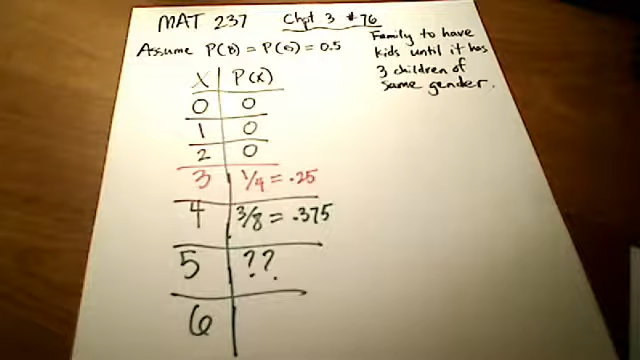 MAT 237 Chpt 3 #76
Assume P(B) = P(G) = 0.5
Family to have
kids until it has
3 children of
same gender.
X P(X)
0 0
1 0
2 0
3 1/4 = .25
4 3/8 = .375
5 ??
6